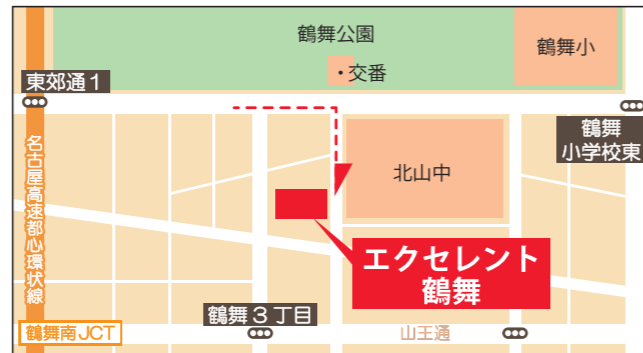 鶴舞公園
・交番
鶴舞小
東郊通1
鶴舞
小学校東
名古屋高速都心環状線
北山中
エクセレント
鶴舞
鶴舞3丁目
鶴舞南JCT
山王通